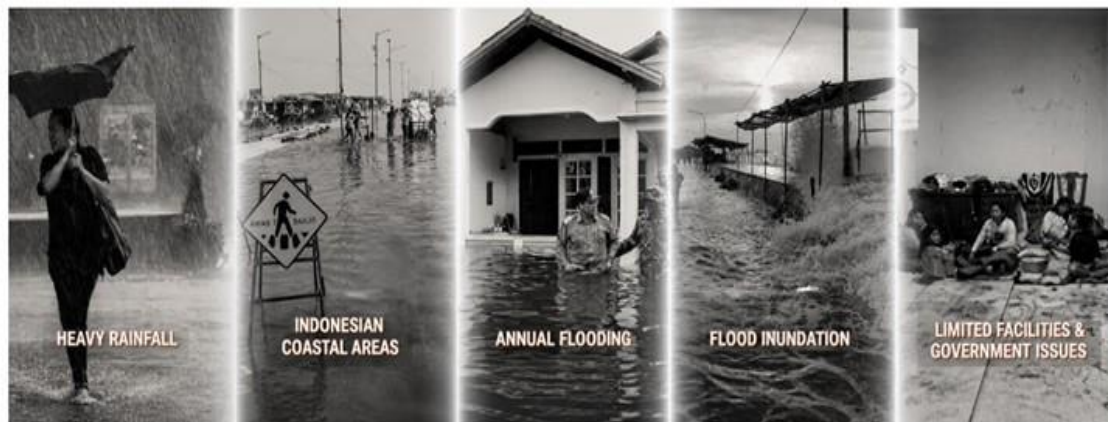 HEAVY RAINFALL
INDONESIAN
COASTAL AREAS
ANNUAL FLOODING
FLOOD INUNDATION
LIMITED FACILITIES &
GOVERNMENT ISSUES